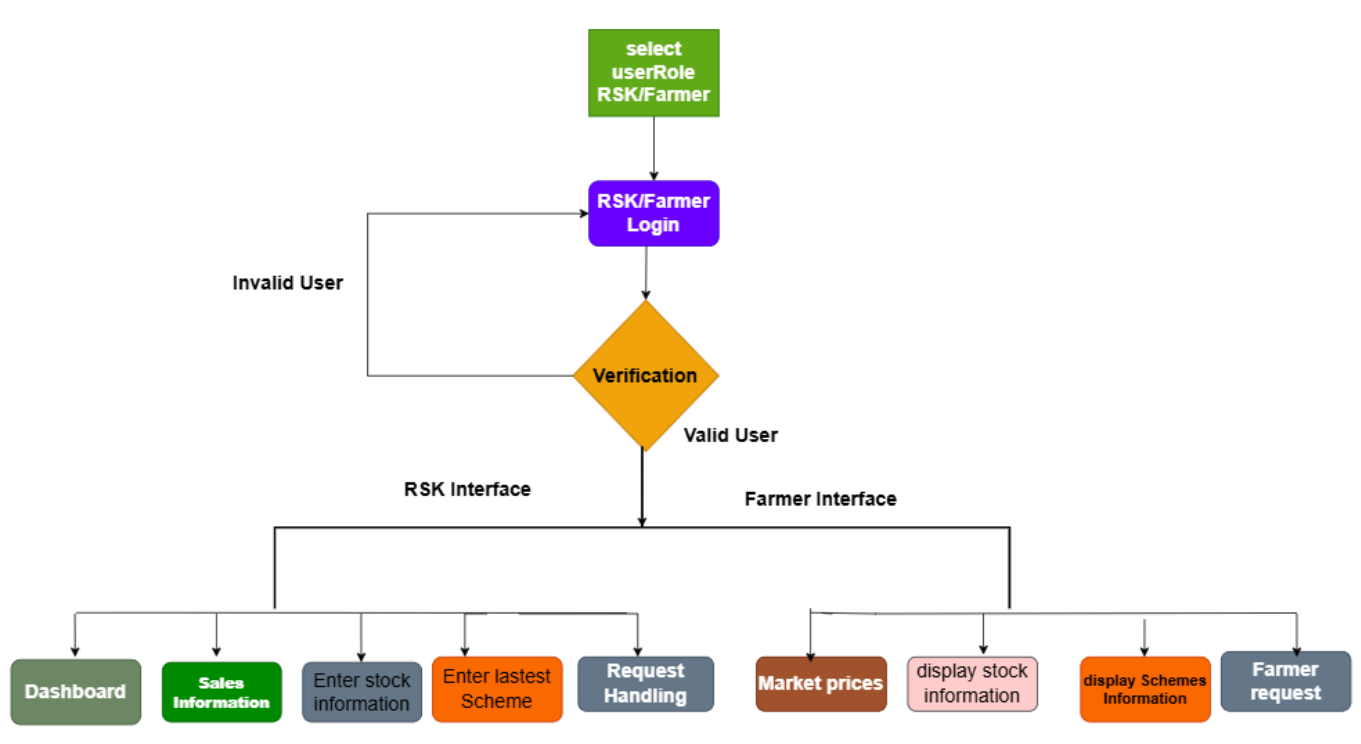 select
userRole
RSK/Farmer
RSK/Farmer
Login
Invalid User
Verification
Valid User
RSK Interface
Farmer Interface
Dashboard
Sales
Information
Enter stock
information
Enter lastest
Scheme
Request
Handling
Market prices
display stock
information
display Schemes
Information
Farmer
request